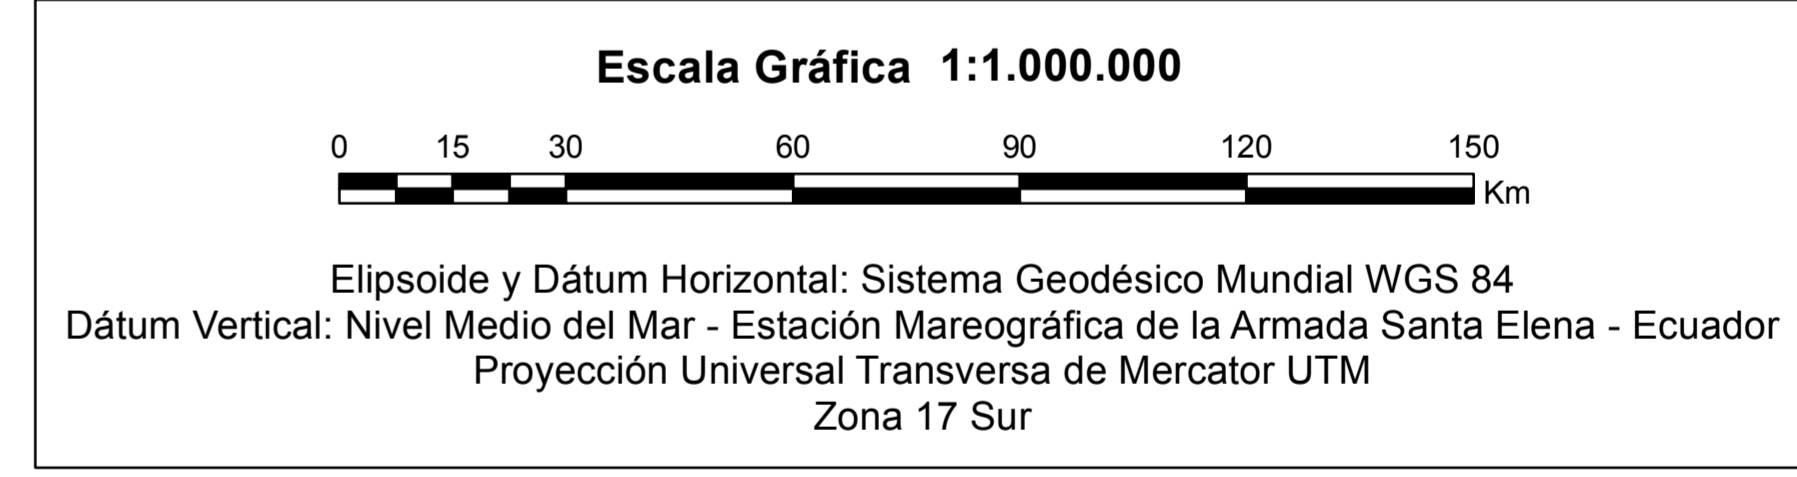 Escala Gráfica 1:1.000.000
0 15 30 60 90 120 150
Km
Elipsoide y Dátum Horizontal: Sistema Geodésico Mundial WGS 84
Dátum Vertical: Nivel Medio del Mar - Estación Mareográfica de la Armada Santa Elena - Ecuador
Proyección Universal Transversa de Mercator UTM
Zona 17 Sur